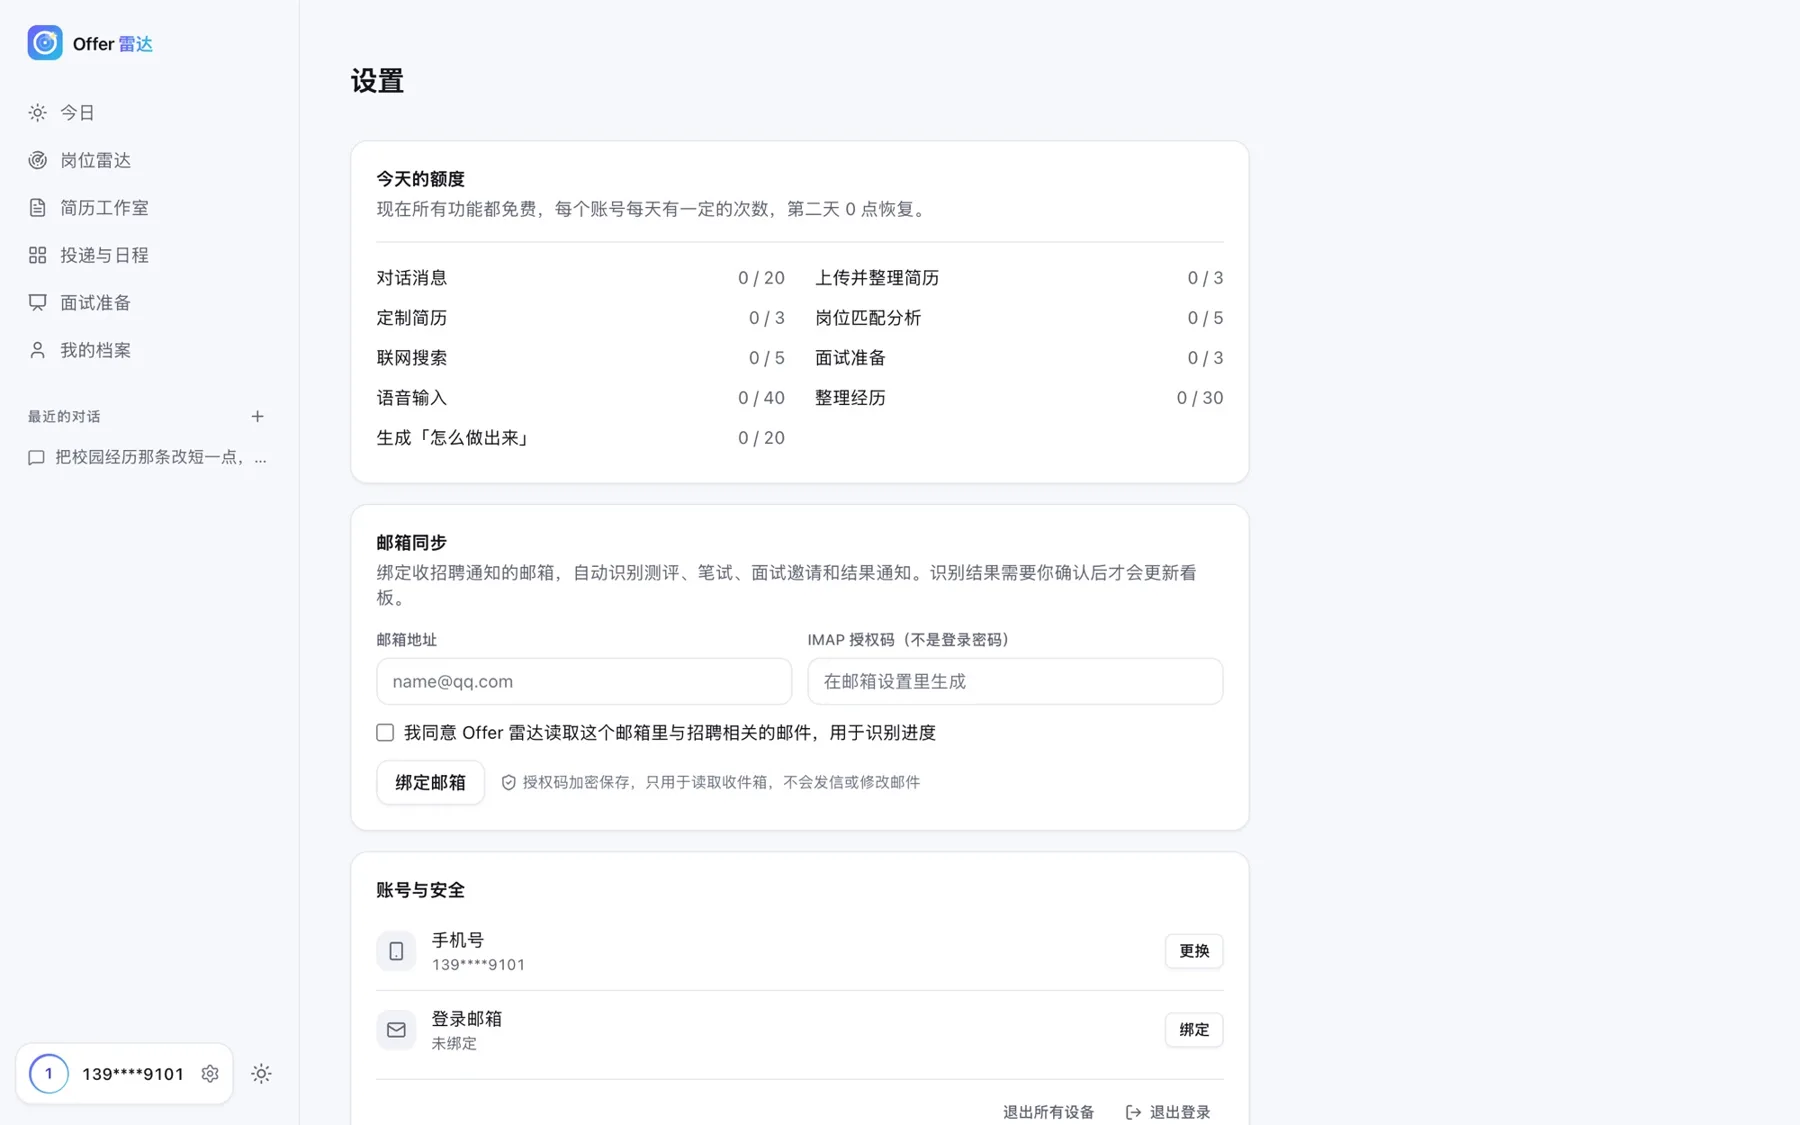 Offer 雷达
今日
岗位雷达
简历工作室
投递与日程
面试准备
我的档案
最近的对话
把校园经历那条改短一点，...
139****9101
1
设置
今天的额度
现在所有功能都免费，每个账号每天有一定的次数，第二天 0 点恢复。
对话消息 0 / 20 上传并整理简历 0 / 3
定制简历 0 / 3 岗位匹配分析 0 / 5
联网搜索 0 / 5 面试准备 0 / 3
语音输入 0 / 40 整理经历 0 / 30
生成「怎么做出来」 0 / 20
邮箱同步
绑定收招聘通知的邮箱，自动识别测评、笔试、面试邀请和结果通知。识别结果需要你确认后才会更新看
板。
邮箱地址 IMAP 授权码（不是登录密码）
name@qq.com 在邮箱设置里生成
我同意 Offer 雷达读取这个邮箱里与招聘相关的邮件，用于识别进度
绑定邮箱 授权码加密保存，只用于读取收件箱，不会发信或修改邮件
账号与安全
手机号
139****9101
更换
登录邮箱
未绑定
绑定
退出所有设备 退出登录